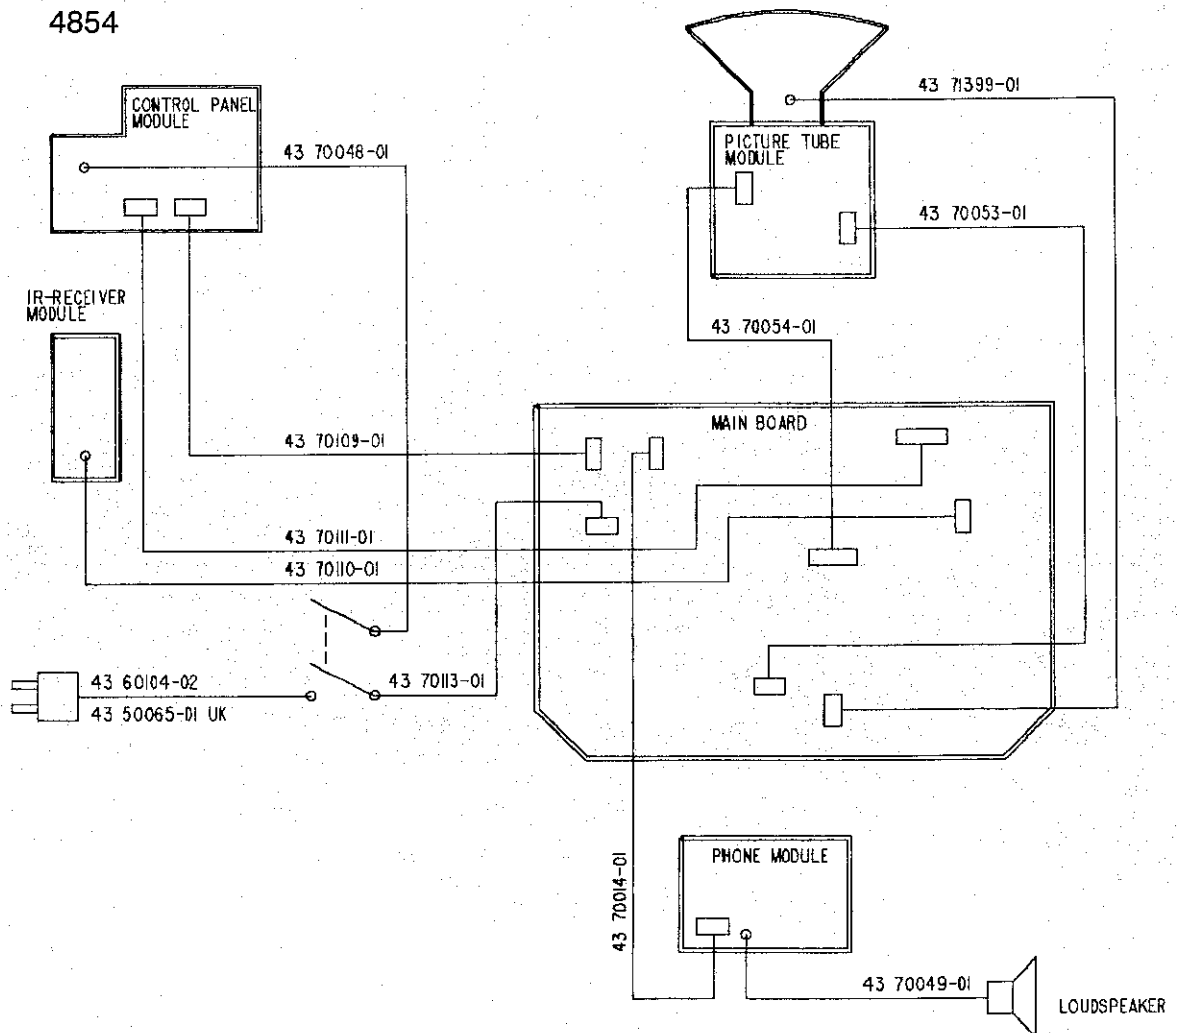 4854
CONTROL PANEL
MODULE
43 70048-01
43 71399-01
PICTURE TUBE
MODULE
43 70053-01
IR-RECEIVER
MODULE
43 70054-01
MAIN BOARD
43 70109-01
43 70111-01
43 70110-01
43 60104-02
43 50065-01 UK
43 70113-01
PHONE MODULE
43 70014-01
43 70049-01
LOUDSPEAKER